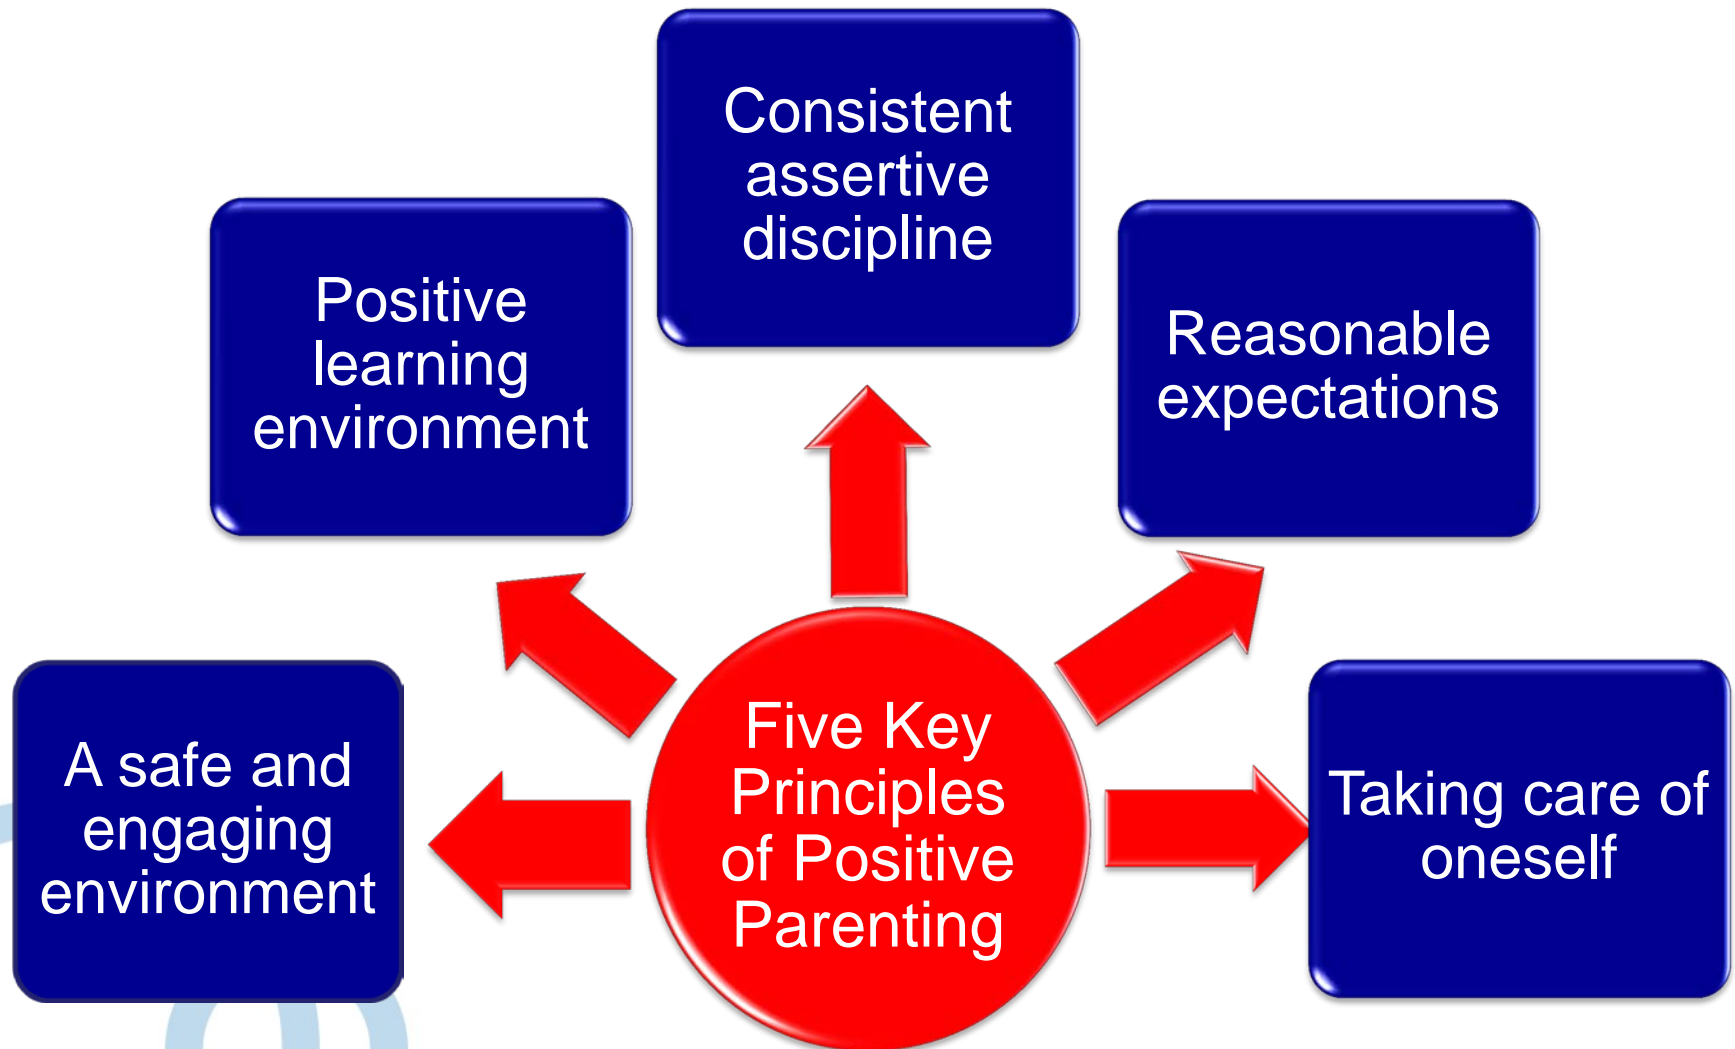 Consistent
assertive
discipline
Positive
learning
environment
Reasonable
expectations
A safe and
engaging
environment
Five Key
Principles
of Positive
Parenting
Taking care of
oneself